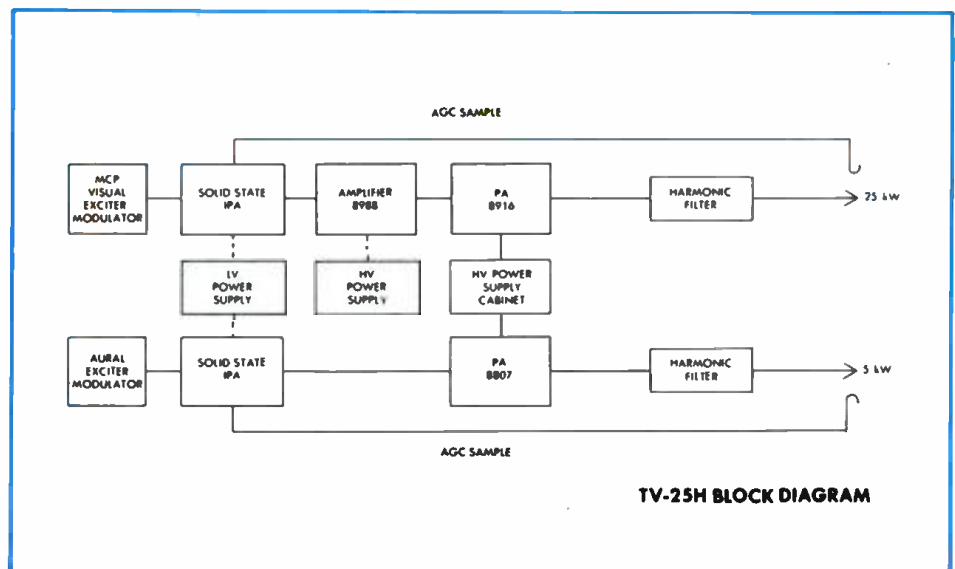 AGC SAMPLE
MCP
VISUAL
EXCITER
MODULATOR
SOLID STATE
IPA
AMPLIFIER
8988
PA
8916
HARMONIC
FILTER
25 kW
LV
POWER
SUPPLY
HV
POWER
SUPPLY
HV POWER
SUPPLY
CABINET
AURAL
EXCITER
MODULATOR
SOLID STATE
IPA
PA
8807
HARMONIC
FILTER
5 kW
AGC SAMPLE
TV-25H BLOCK DIAGRAM